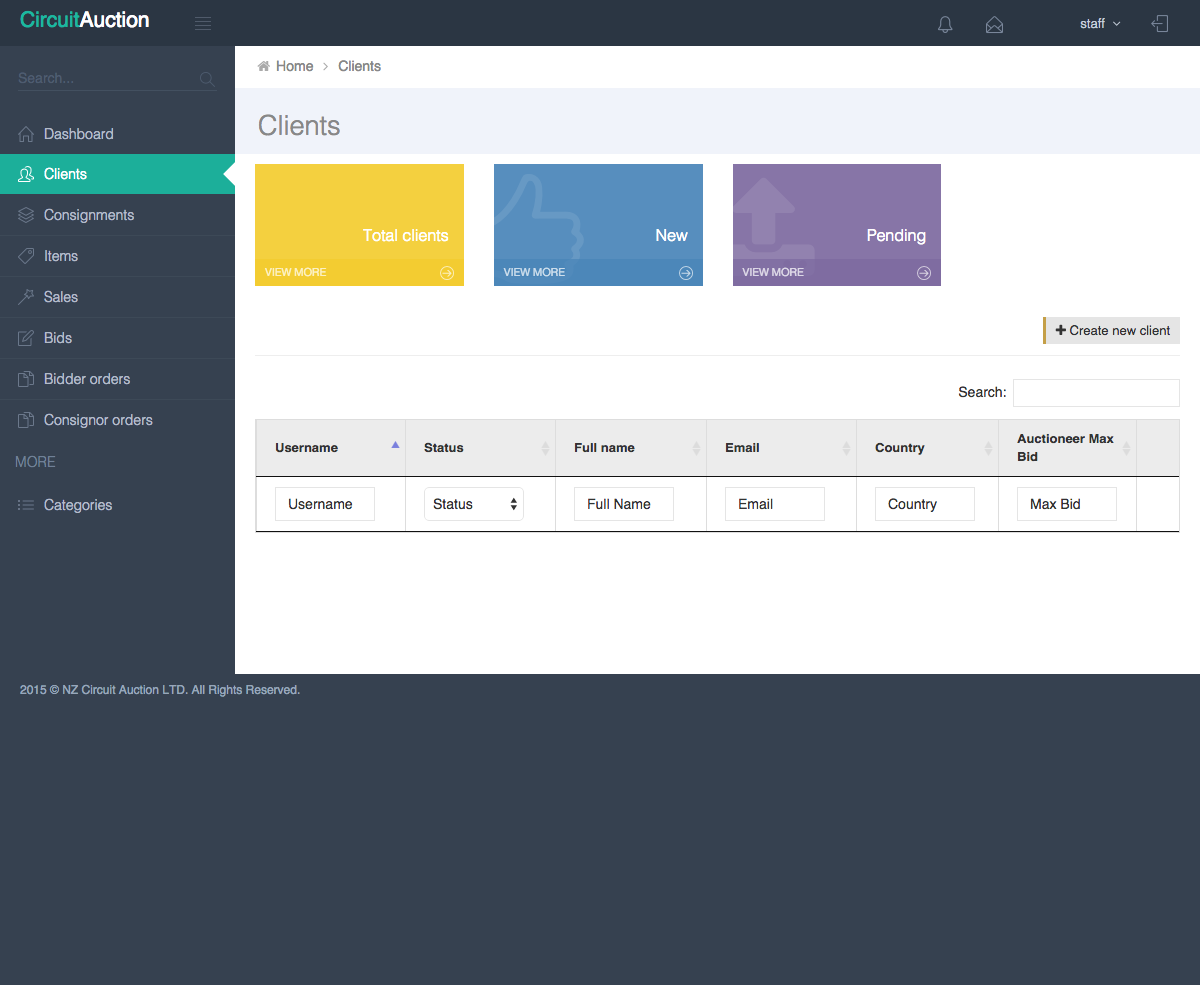 CircuitAuction
staff
Search...
Dashboard
Clients
Consignments
Items
Sales
Bids
Bidder orders
Consignor orders
MORE
Categories
Home > Clients
Clients
Total clients
VIEW MORE
New
VIEW MORE
Pending
VIEW MORE
Create new client
Search:
Username Status Full name Email Country Auctioneer Max
Bid
Username Status Full Name Email Country Max Bid
2015 © NZ Circuit Auction LTD. All Rights Reserved.